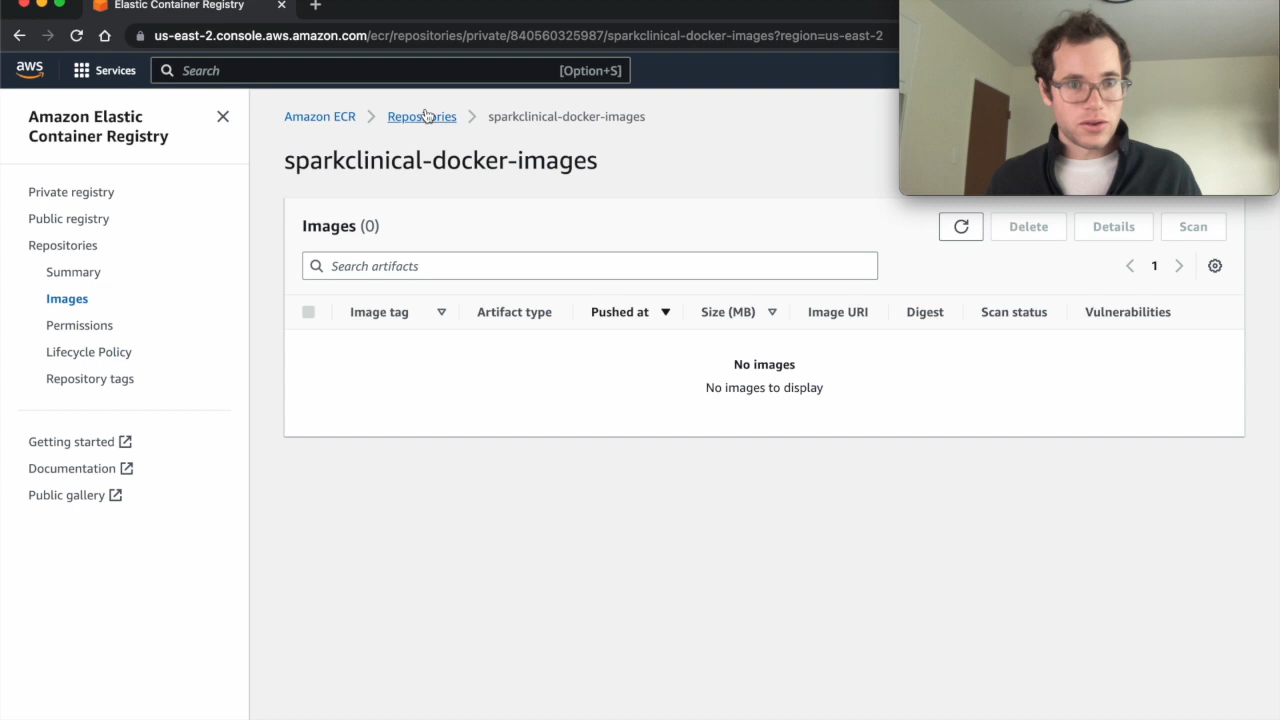 Elastic Container Registry
us-east-2.console.aws.amazon.com/ecr/repositories/private/840560325987/sparkclinical-docker-images?region=us-east-2
aws
Services
Search
[Option+S]
Amazon Elastic
Container Registry
Private registry
Public registry
Repositories
Summary
Images
Permissions
Lifecycle Policy
Repository tags
Getting started
Documentation
Public gallery
Amazon ECR
Repositories
sparkclinical-docker-images
sparkclinical-docker-images
Images (0)
Delete
Details
Scan
Search artifacts
1
Image tag
Artifact type
Pushed at
Size (MB)
Image URI
Digest
Scan status
Vulnerabilities
No images
No images to display